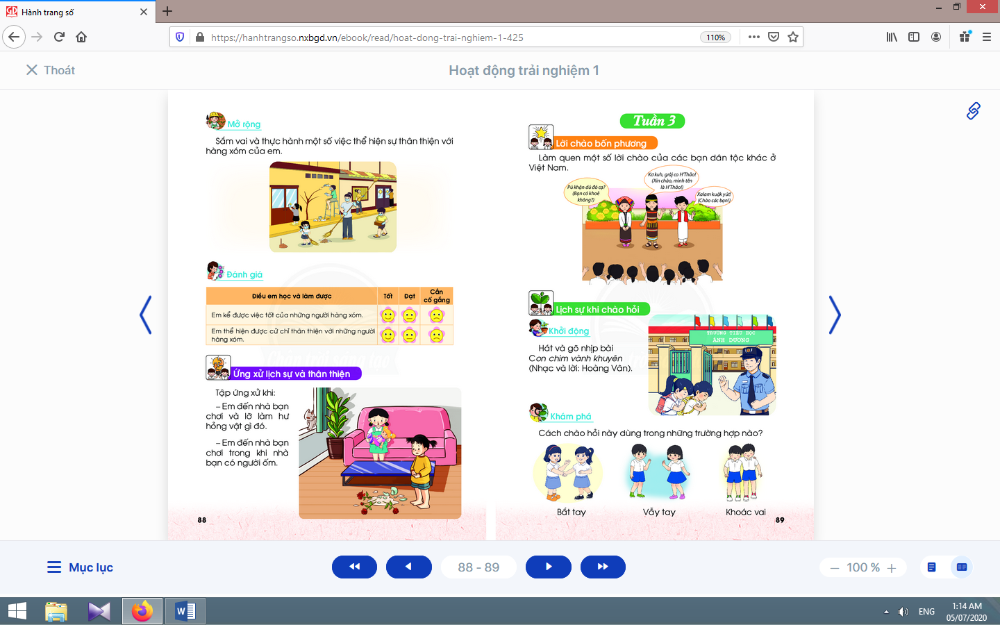 Hành trang số
https://hanhtrangso.nxbgd.vn/ebook/read/hoat-dong-trai-nghiem-1-425
110%
Thoát
Hoạt động trải nghiệm 1
Mở rộng
Sắm vai và thực hành một số việc thể hiện sự thân thiện với
hàng xóm của em.
Đánh giá
Điều em học và làm được
Tốt
Đạt
Cần
cố gắng
Em kể được việc tốt của những người hàng xóm.
Em thể hiện được cử chỉ thân thiện với những người
hàng xóm.
Ứng xử lịch sự và thân thiện
Tập ứng xử khi:
– Em đến nhà bạn
chơi và lỡ làm hư
hỏng vật gì đó.
– Em đến nhà bạn
chơi trong khi nhà
bạn có người ốm.
88
Tuần 3
Lời chào bốn phương
Làm quen một số lời chào của các bạn dân tộc khác ở
Việt Nam.
Pú khận dú đó cạ?
(Bạn có khoẻ
không?)
Kơkuh, grâj co H'Thảo!
(Xin chào, mình tên
là H'Thảo!)
Xalam kuậk yút!
(Chào các bạn!)
Lịch sự khi chào hỏi
Khởi động
Hát và gõ nhịp bài
Con chim vành khuyên
(Nhạc và lời: Hoàng Vân).
TRƯỜNG TIỂU HỌC
ÁNH DƯƠNG
Khám phá
Cách chào hỏi này dùng trong những trường hợp nào?
Bắt tay
Vẫy tay
Khoác vai
89
Mục lục
88 - 89
100 %
ENG
1:14 AM
05/07/2020